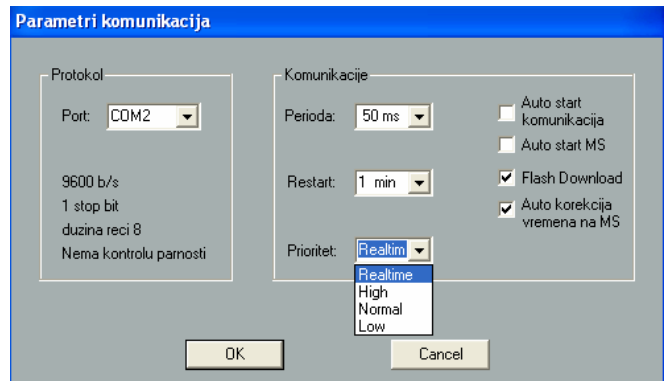 Parametri komunikacija
Protokol
Port: COM2
9600 b/s
1 stop bit
duzina reci 8
Nema kontrolu parnosti
Komunikacije
Perioda: 50 ms
Restart: 1 min
Prioritet: Realtim
Realtime
High
Normal
Low
Auto start
komunikacija
Auto start MS
Flash Download
Auto korekcija
vremena na MS
OK
Cancel